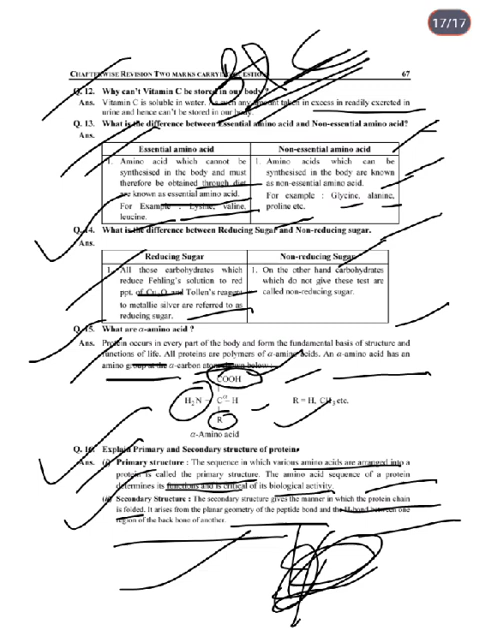 17/17
CHAPTERWISE REVISION TWO MARKS CARRYING QUESTIONS 67
Q. 12. Why can't Vitamin C be stored in our body ?
Ans. Vitamin C is soluble in water. As such any amount taken in excess in readily excreted in
urine and hence can't be stored in our body.
Q. 13. What is the difference between Essential amino acid and Non-essential amino acid?
Ans.
Essential amino acid Non-essential amino acid
1. Amino acid which cannot be
synthesised in the body and must
therefore be obtained through diet
are known as essential amino acid.
For Example : Lysine, valine,
leucine.
1. Amino acids which can be
synthesised in the body are known
as non-essential amino acid.
For example : Glycine, alanine,
proline etc.
Q. 14. What is the difference between Reducing Sugar and Non-reducing sugar.
Ans.
Reducing Sugar Non-reducing Sugar
1. All those carbohydrates which
reduce Fehling's solution to red
ppt. of Cu₂O and Tollen's reagent
to metallic silver are referred to as
reducing sugar.
1. On the other hand carbohydrates
which do not give these test are
called non-reducing sugar.
Q. 15. What are α-amino acid ?
Ans. Protein occurs in every part of the body and form the fundamental basis of structure and
functions of life. All proteins are polymers of α-amino acids. An α-amino acid has an
amino group at the α-carbon atom shown below :
COOH
H₂N – Cα – H R = H, CH₃ etc.
R
α-Amino acid
Q. 16. Explain Primary and Secondary structure of protein.
Ans. (i) Primary structure : The sequence in which various amino acids are arranged into a
protein is called the primary structure. The amino acid sequence of a protein
determines its functions and is critical of its biological activity.
(ii) Secondary Structure : The secondary structure gives the manner in which the protein chain
is folded. It arises from the planar geometry of the peptide bond and the H-bond between one
region of the back bone of another.